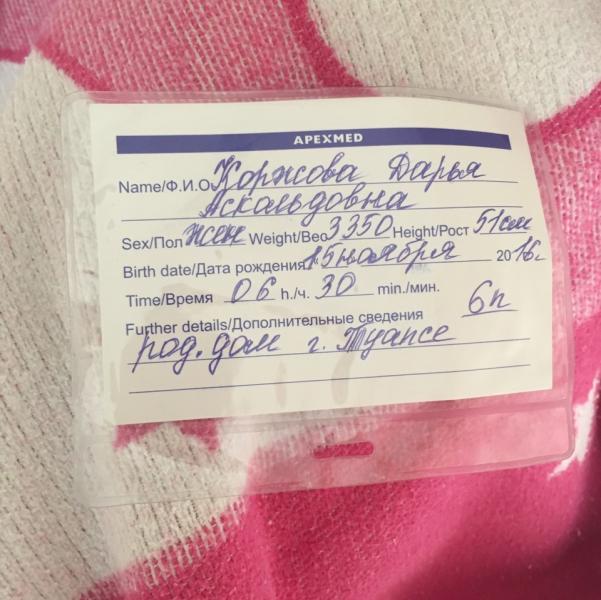 APEXMED
Name/Ф.И.О Коржова Дарья
Аскольдовна
Sex/Пол жен Weight/Вес 3350 Height/Рост 51см
Birth date/Дата рождения "15 ноября 2016г
Time/Время 06 h./ч. 30 min./мин.
Further details/Дополнительные сведения 6п
род. дом г. Туапсе